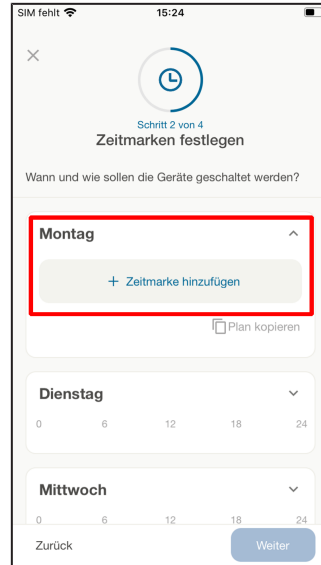 SIM fehlt 15:24
Schritt 2 von 4
Zeitmarken festlegen
Wann und wie sollen die Geräte geschaltet werden?
Montag
+ Zeitmarke hinzufügen
Plan kopieren
Dienstag
0 6 12 18 24
Mittwoch
0 6 12 18 24
Zurück Weiter